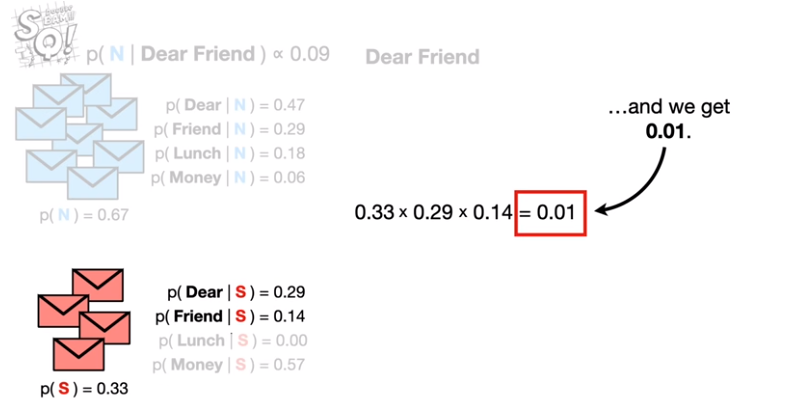 StatQuest!
p( N | Dear Friend ) ∝ 0.09
Dear Friend
p( Dear | N ) = 0.47
p( Friend | N ) = 0.29
p( Lunch | N ) = 0.18
p( Money | N ) = 0.06
p( N ) = 0.67
…and we get
0.01.
0.33 x 0.29 x 0.14 = 0.01
p( Dear | S ) = 0.29
p( Friend | S ) = 0.14
p( Lunch | S ) = 0.00
p( Money | S ) = 0.57
p( S ) = 0.33